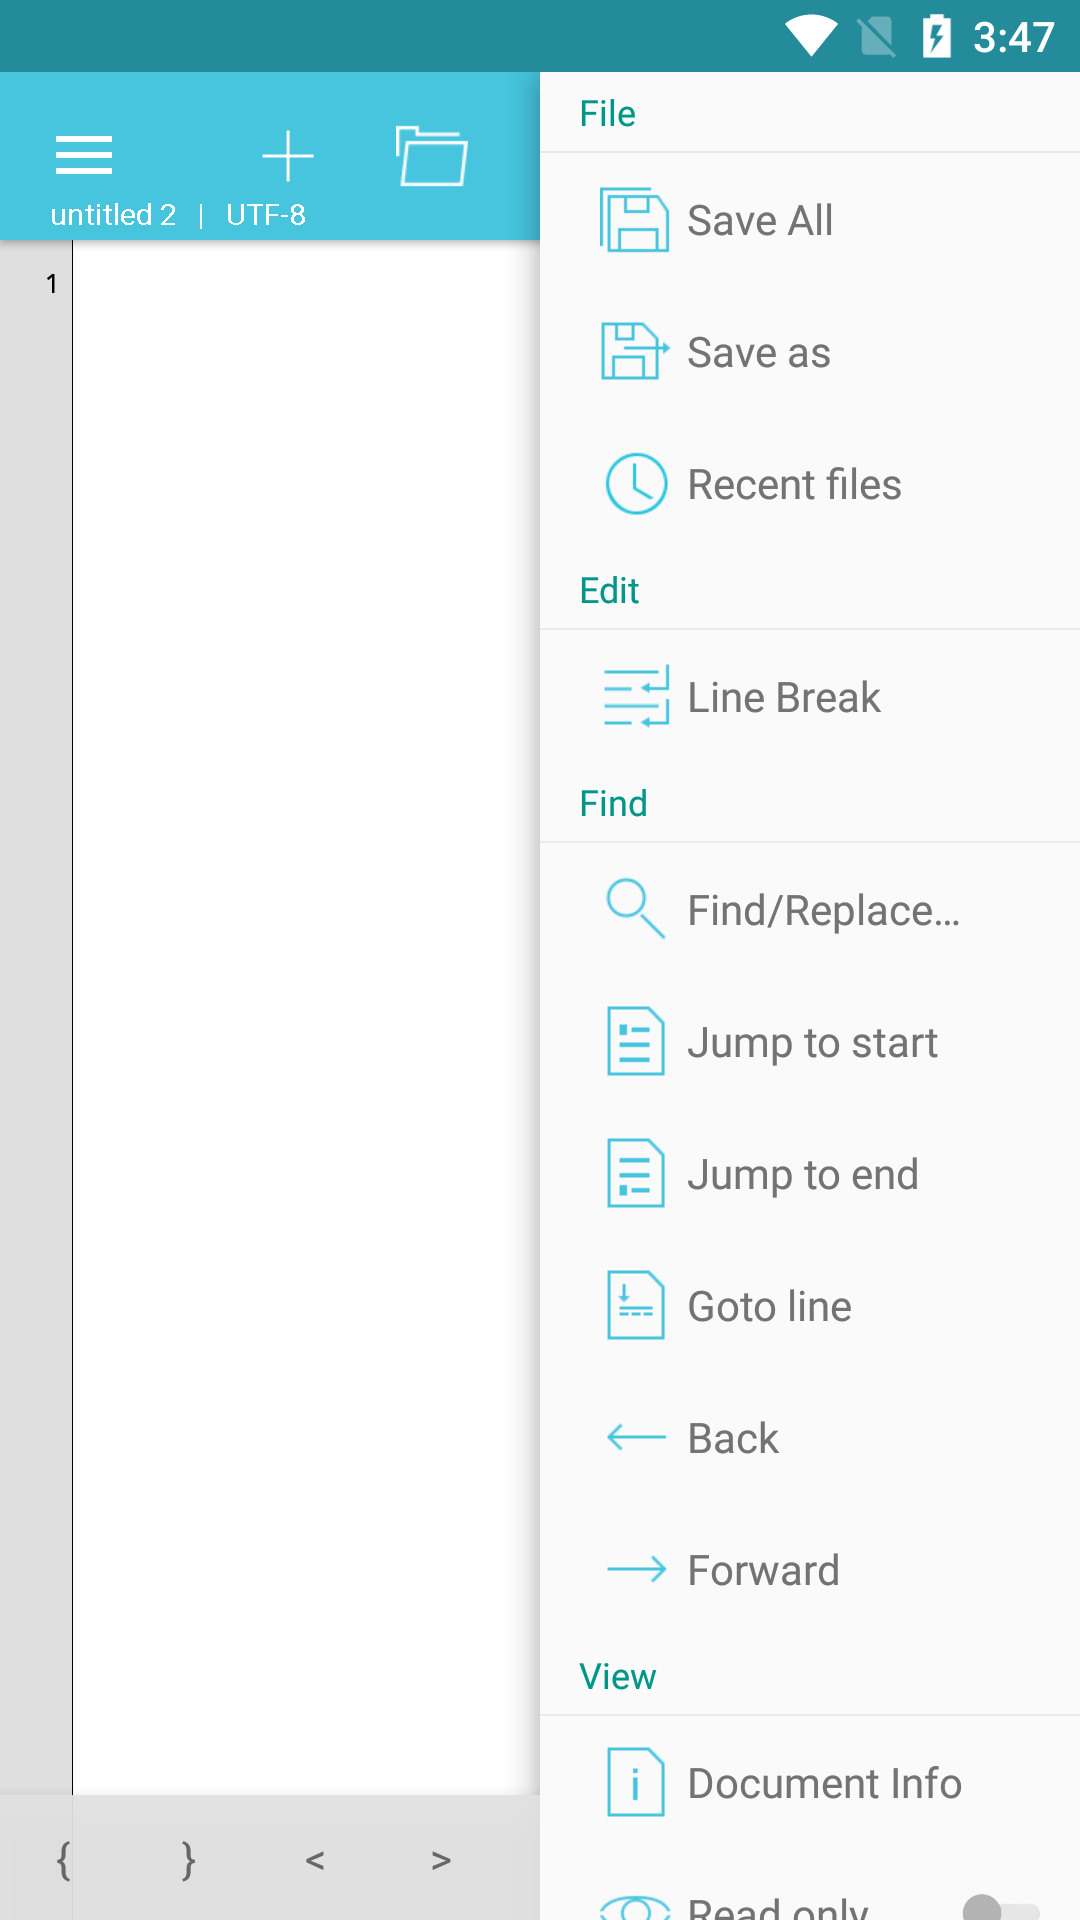 3:47
untitled 2 | UTF-8
1
{ } < >
File
Save All
Save as
Recent files
Edit
Line Break
Find
Find/Replace...
Jump to start
Jump to end
Goto line
Back
Forward
View
Document Info
Read only